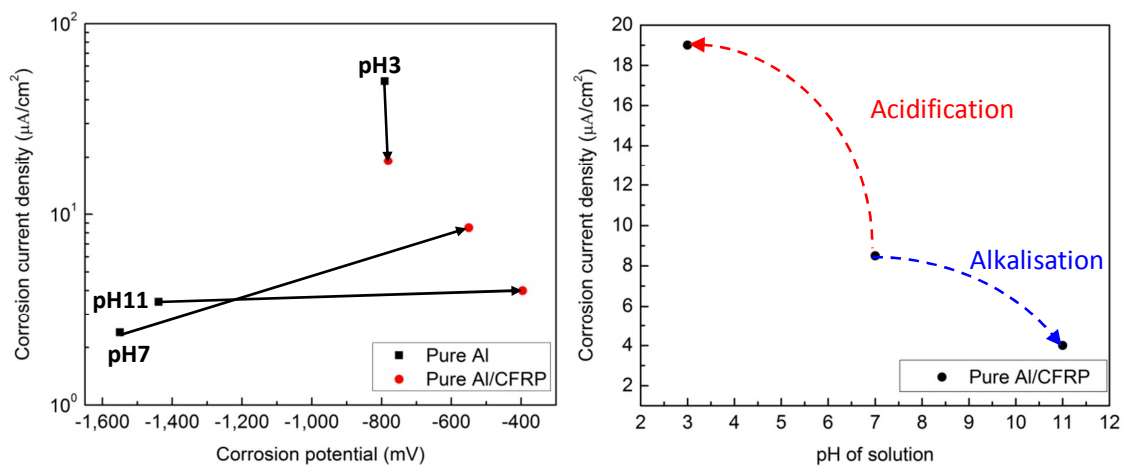 Corrosion current density (μA/cm²)
10²
10¹
10⁰
pH3
pH11
pH7
Pure Al
Pure Al/CFRP
-1,600 -1,400 -1,200 -1,000 -800 -600 -400
Corrosion potential (mV)
Corrosion current density (μA/cm²)
20
18
16
14
12
10
8
6
4
2
Acidification
Alkalisation
Pure Al/CFRP
2 3 4 5 6 7 8 9 10 11 12
pH of solution